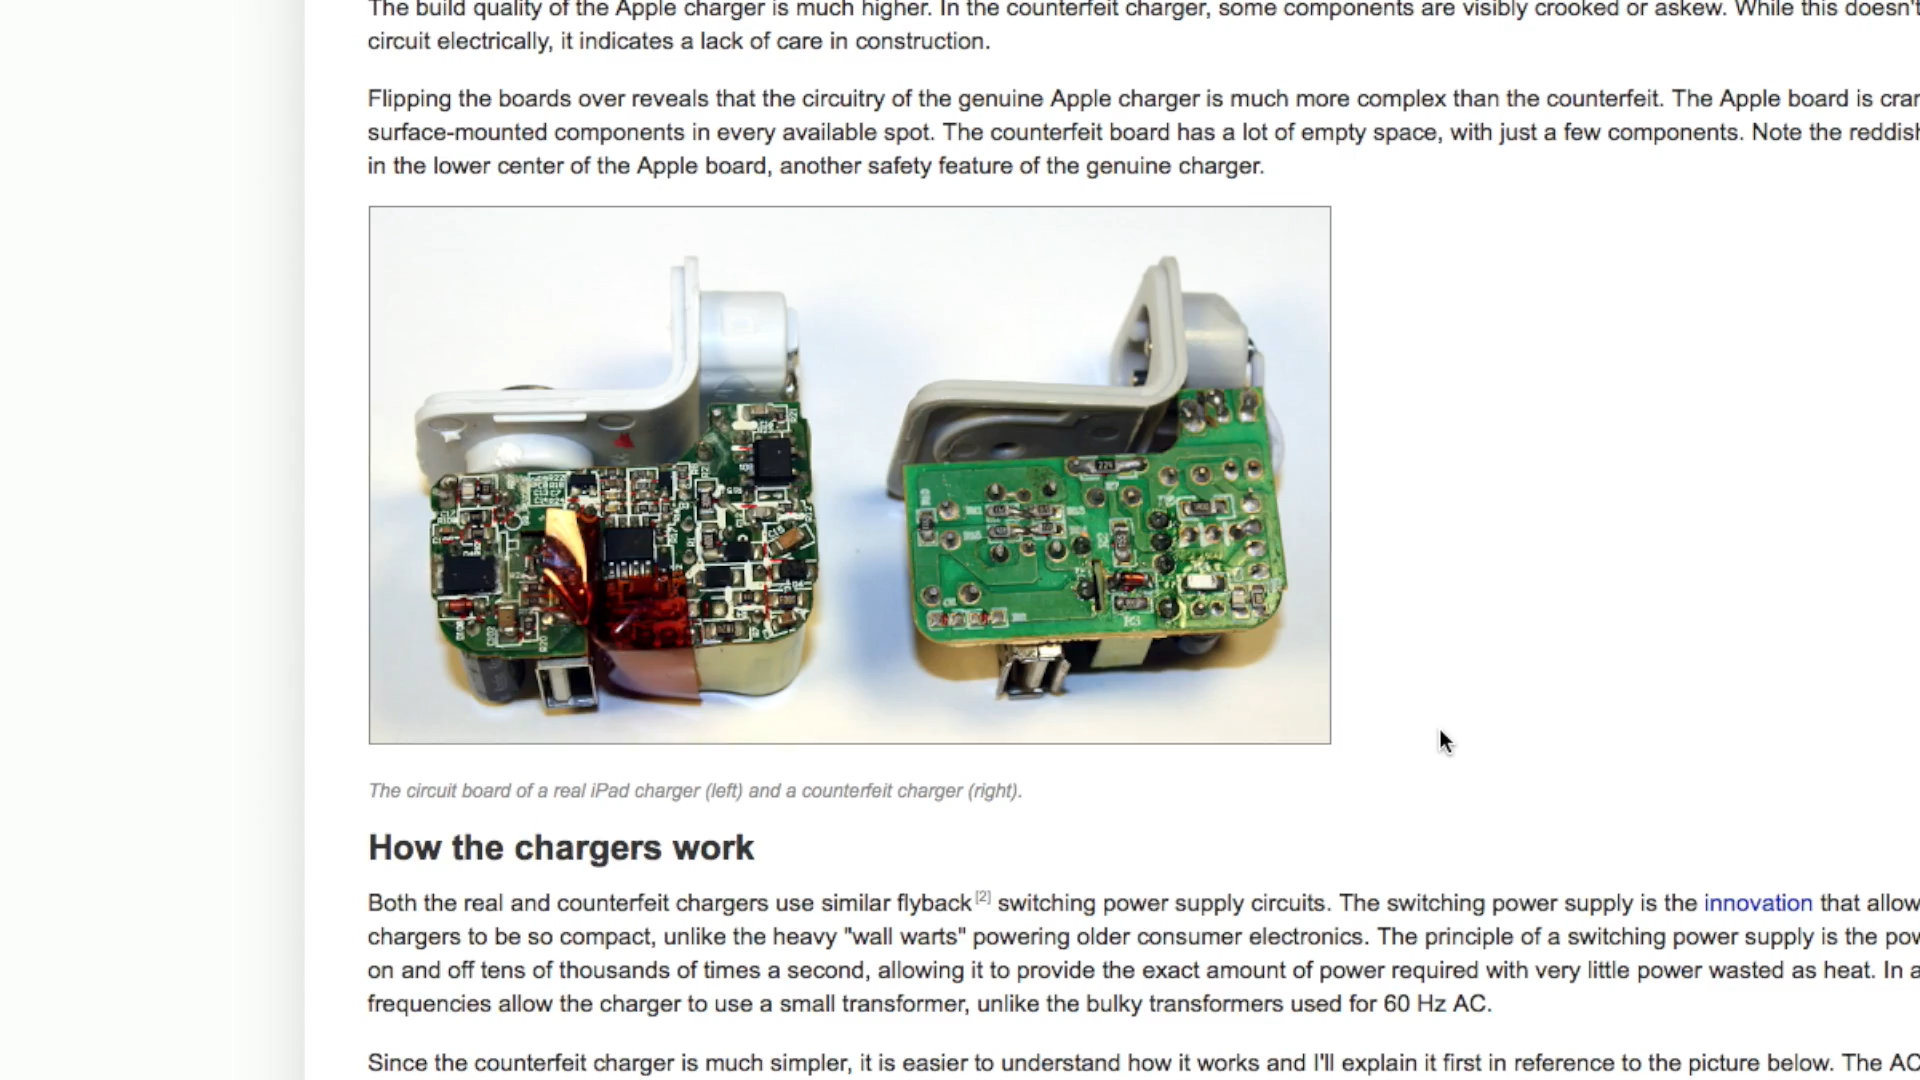 The build quality of the Apple charger is much higher. In the counterfeit charger, some components are visibly crooked or askew. While this doesn't
circuit electrically, it indicates a lack of care in construction.
Flipping the boards over reveals that the circuitry of the genuine Apple charger is much more complex than the counterfeit. The Apple board is
surface-mounted components in every available spot. The counterfeit board has a lot of empty space, with just a few components. Note the
in the lower center of the Apple board, another safety feature of the genuine charger.
The circuit board of a real iPad charger (left) and a counterfeit charger (right).
How the chargers work
Both the real and counterfeit chargers use similar flyback [2] switching power supply circuits. The switching power supply is the innovation that allow
chargers to be so compact, unlike the heavy "wall warts" powering older consumer electronics. The principle of a switching power supply is the
on and off tens of thousands of times a second, allowing it to provide the exact amount of power required with very little power wasted as heat. In a
frequencies allow the charger to use a small transformer, unlike the bulky transformers used for 60 Hz AC.
Since the counterfeit charger is much simpler, it is easier to understand how it works and I'll explain it first in reference to the picture below. The AC